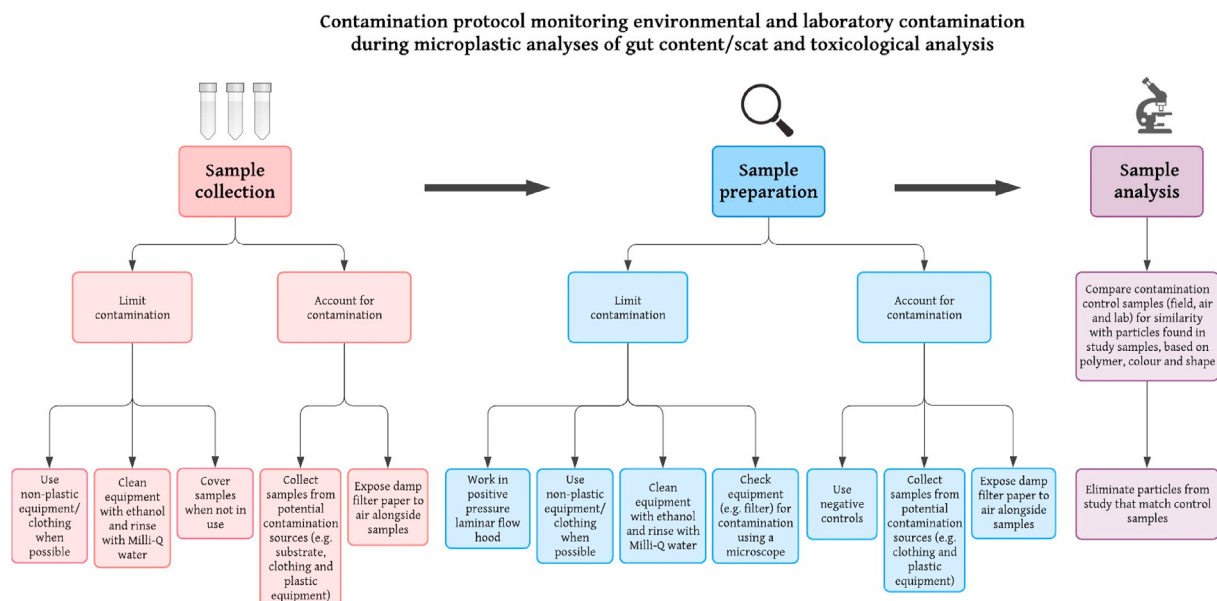 Contamination protocol monitoring environmental and laboratory contamination
during microplastic analyses of gut content/scat and toxicological analysis
Sample
collection
Sample
preparation
Sample
analysis
Limit
contamination
Account for
contamination
Limit
contamination
Account for
contamination
Compare contamination
control samples (field, air
and lab) for similarity
with particles found in
study samples, based on
polymer, colour and shape
Use
non-plastic
equipment/
clothing
when
possible
Clean
equipment
with ethanol
and rinse
with Milli-Q
water
Cover
samples
when not in
use
Collect
samples from
potential
contamination
sources (e.g.
substrate,
clothing and
plastic
equipment)
Expose damp
filter paper to
air alongside
samples
Work in
positive
pressure
laminar flow
hood
Use
non-plastic
equipment/
clothing
when
possible
Clean
equipment
with ethanol
and rinse with
Milli-Q water
Check
equipment
(e.g. filter) for
contamination
using a
microscope
Use
negative
controls
Collect
samples from
potential
contamination
sources (e.g.
clothing and
plastic
equipment)
Expose damp
filter paper to
air alongside
samples
Eliminate particles from
study that match control
samples